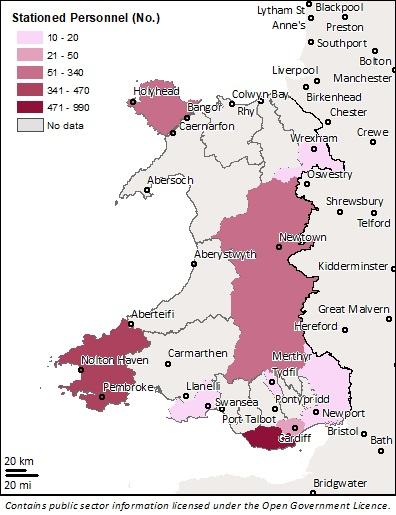 Stationed Personnel (No.)
10 - 20
21 - 50
51 - 340
341 - 470
471 - 990
No data
Lytham St
Anne's
Blackpool
Preston
Southport
Bolton
Liverpool
Manchester
Birkenhead
Holyhead
Bangor
Colwyn Bay
Rhy
Caernarfon
Chester
Wrexham
Crewe
Abersoch
Oswestry
Shrewsbury
Telford
Newtown
Aberystwyth
Kidderminster
Aberteifi
Great Malvern
Hereford
Nolton Haven
Carmarthen
Merthyr
Tydfil
Pembroke
Llanelli
Swansea
Pontypridd
Port Talbot
Newport
Cardiff
Bristol
Bath
Bridgwater
20 km
20 mi
Contains public sector information licensed under the Open Government Licence.